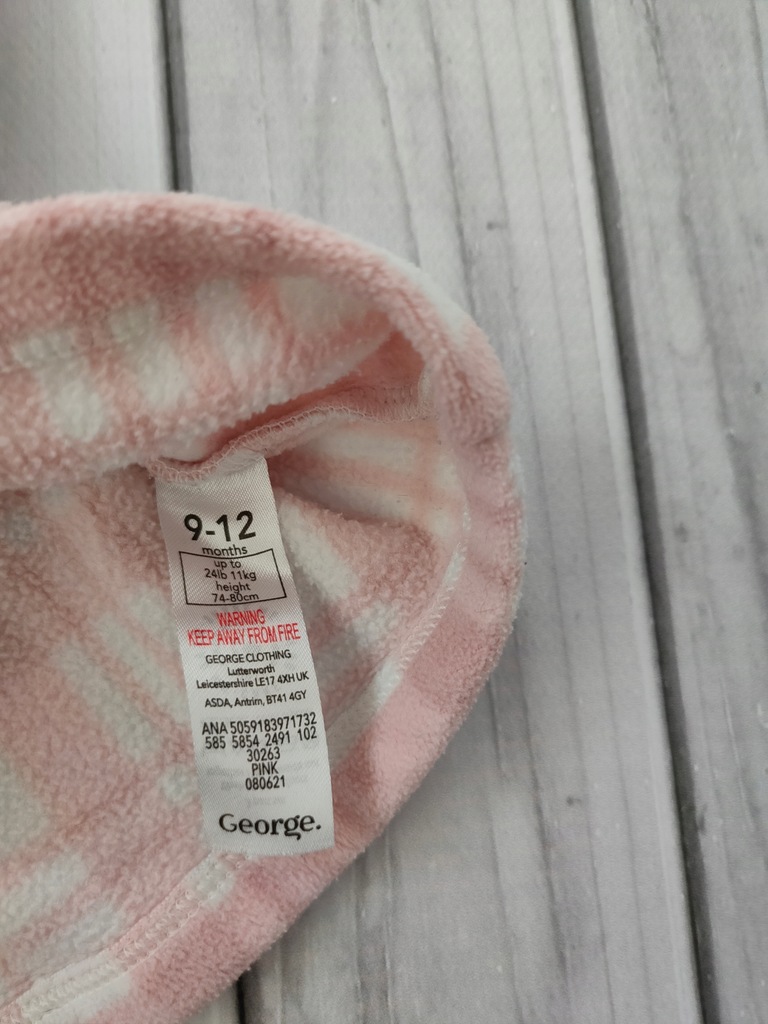 9-12
months
up to
24lb 11kg
height
74-80cm
WARNING
KEEP AWAY FROM FIRE
GEORGE CLOTHING
Lutterworth
Leicestershire LE17 4XH UK
ASDA, Antrim, BT41 4GY
ANA 5059183971732
585 5854 2491 102
30263
PINK
080621
George.